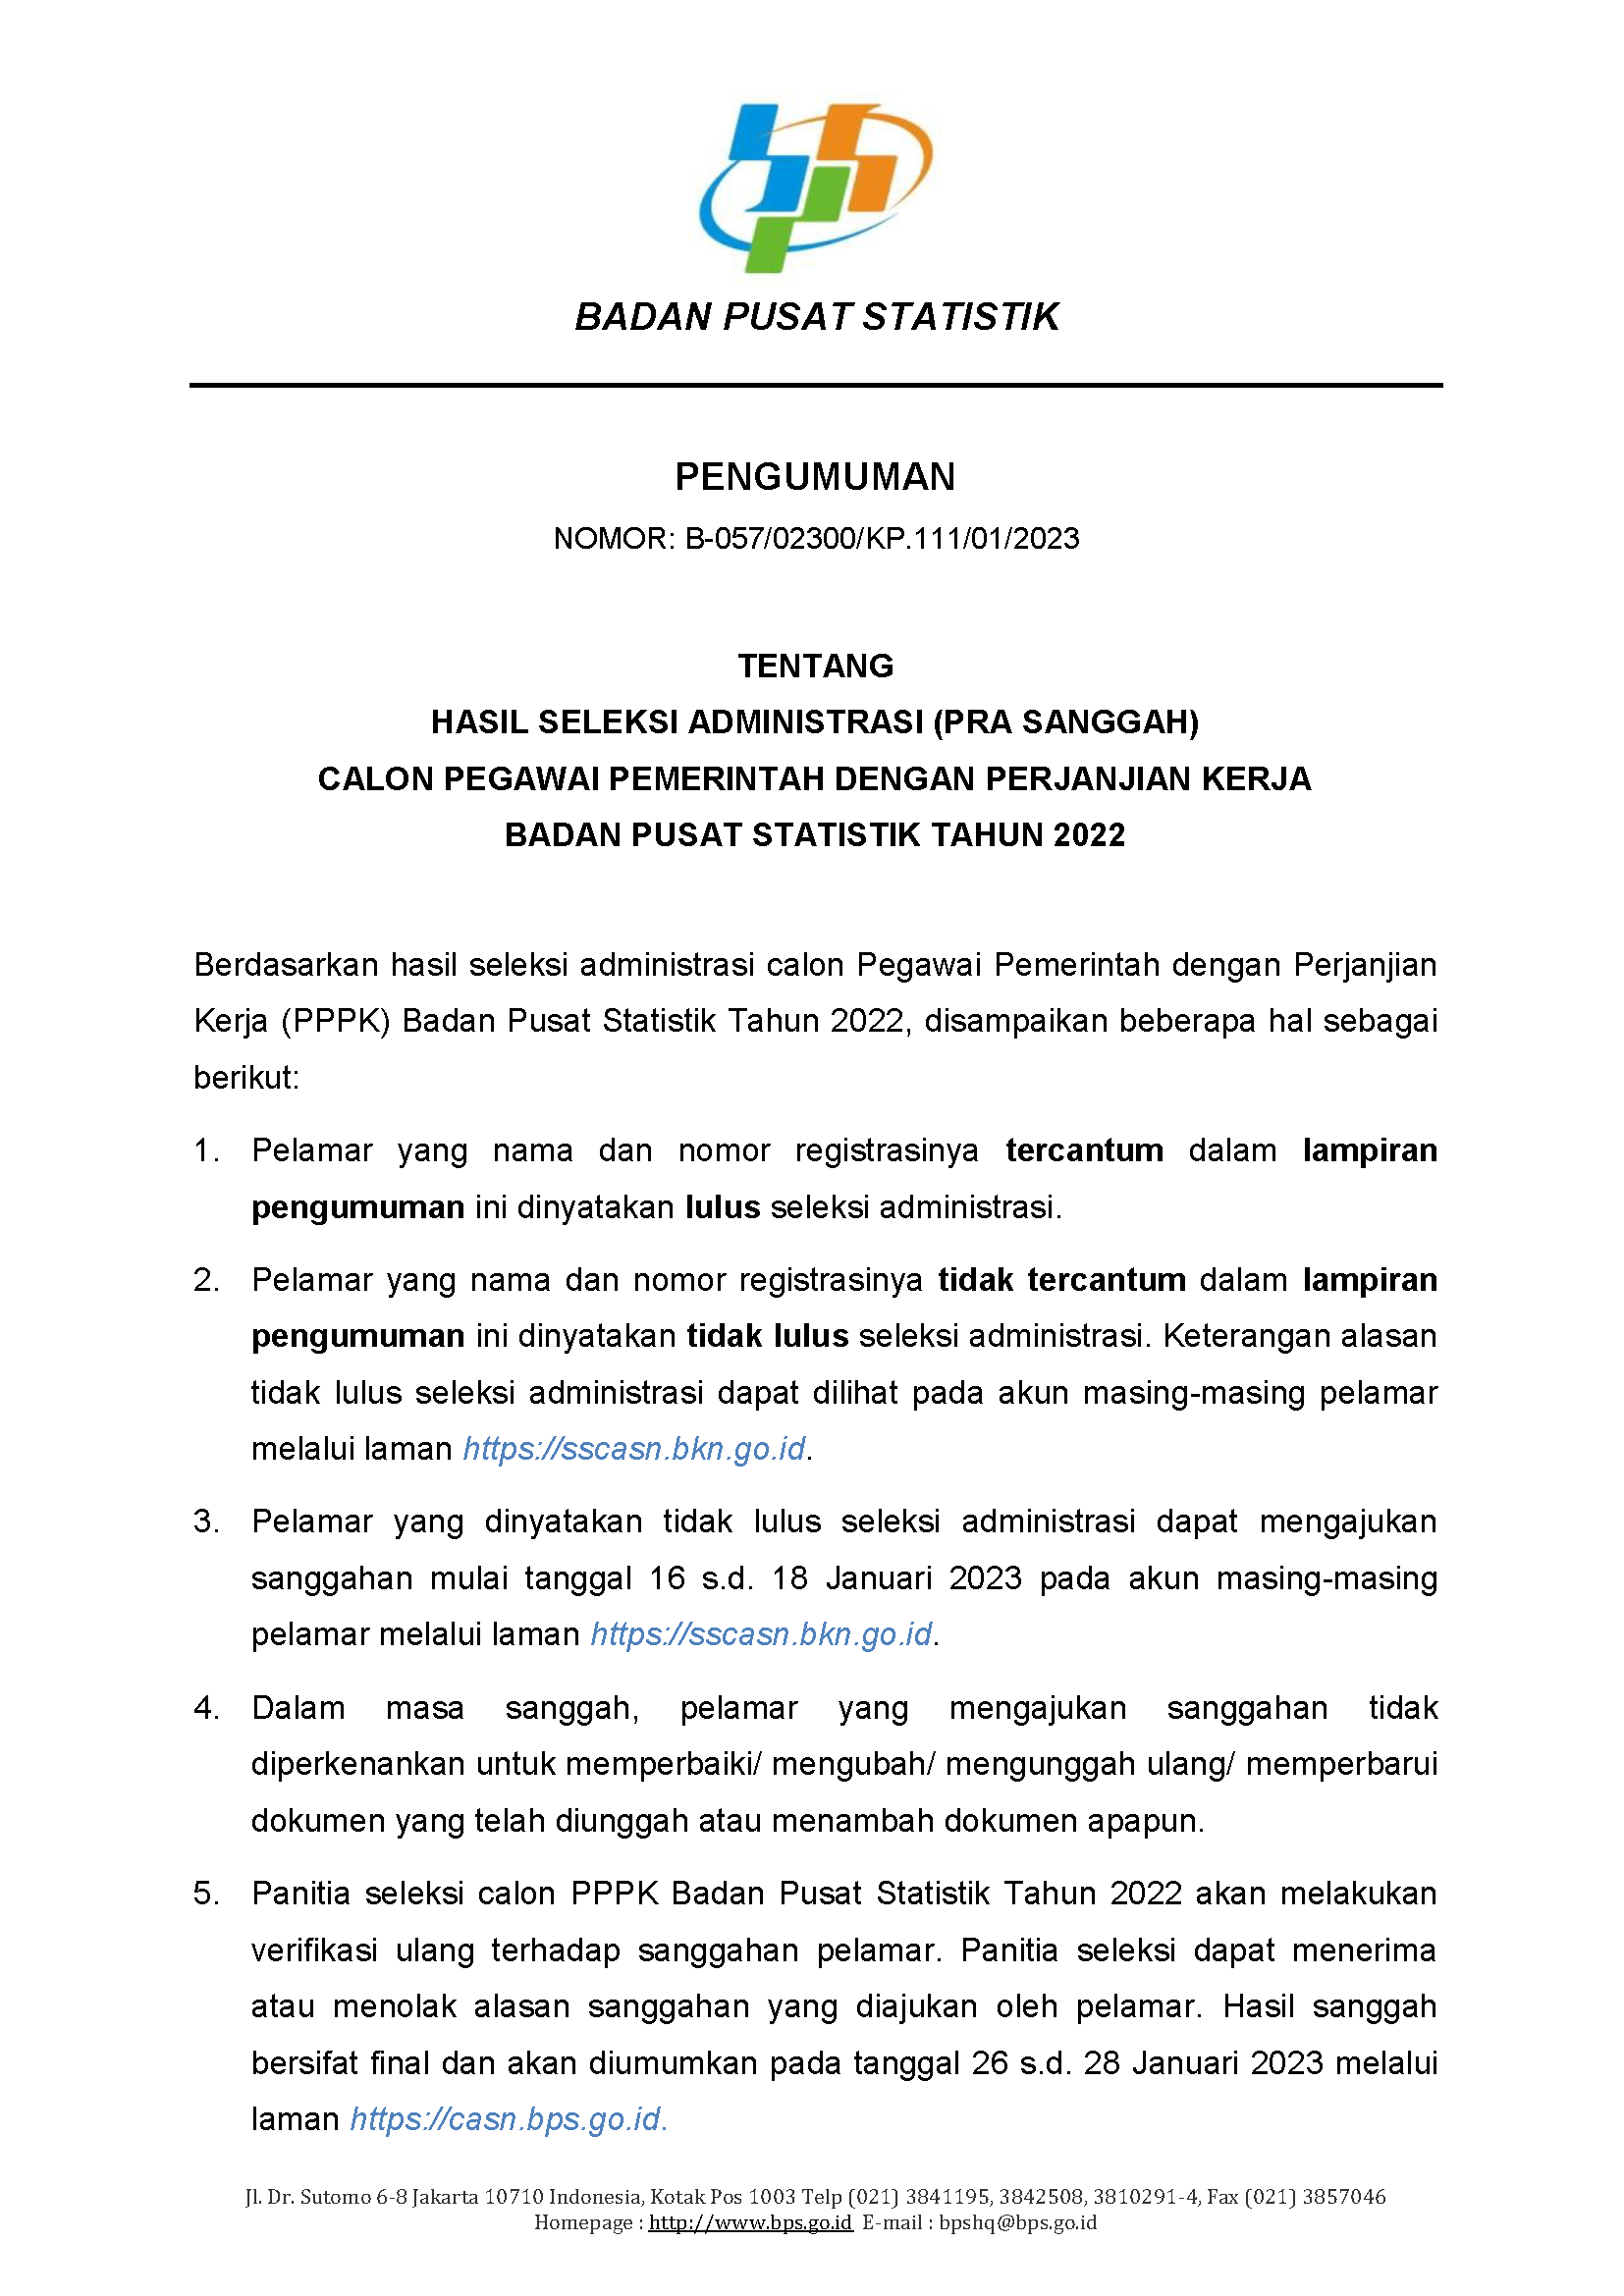 BADAN PUSAT STATISTIK
PENGUMUMAN
NOMOR: B-057/02300/KP.111/01/2023
TENTANG
HASIL SELEKSI ADMINISTRASI (PRA SANGGAH)
CALON PEGAWAI PEMERINTAH DENGAN PERJANJIAN KERJA
BADAN PUSAT STATISTIK TAHUN 2022
Berdasarkan hasil seleksi administrasi calon Pegawai Pemerintah dengan Perjanjian
Kerja (PPPK) Badan Pusat Statistik Tahun 2022, disampaikan beberapa hal sebagai
berikut:
1. Pelamar yang nama dan nomor registrasinya tercantum dalam lampiran
pengumuman ini dinyatakan lulus seleksi administrasi.
2. Pelamar yang nama dan nomor registrasinya tidak tercantum dalam lampiran
pengumuman ini dinyatakan tidak lulus seleksi administrasi. Keterangan alasan
tidak lulus seleksi administrasi dapat dilihat pada akun masing-masing pelamar
melalui laman https://sscasn.bkn.go.id.
3. Pelamar yang dinyatakan tidak lulus seleksi administrasi dapat mengajukan
sanggahan mulai tanggal 16 s.d. 18 Januari 2023 pada akun masing-masing
pelamar melalui laman https://sscasn.bkn.go.id.
4. Dalam masa sanggah, pelamar yang mengajukan sanggahan tidak
diperkenankan untuk memperbaiki/ mengubah/ mengunggah ulang/ memperbarui
dokumen yang telah diunggah atau menambah dokumen apapun.
5. Panitia seleksi calon PPPK Badan Pusat Statistik Tahun 2022 akan melakukan
verifikasi ulang terhadap sanggahan pelamar. Panitia seleksi dapat menerima
atau menolak alasan sanggahan yang diajukan oleh pelamar. Hasil sanggah
bersifat final dan akan diumumkan pada tanggal 26 s.d. 28 Januari 2023 melalui
laman https://casn.bps.go.id.
Jl. Dr. Sutomo 6-8 Jakarta 10710 Indonesia, Kotak Pos 1003 Telp (021) 3841195, 3842508, 3810291-4, Fax (021) 3857046
Homepage : http://www.bps.go.id E-mail : bpshq@bps.go.id